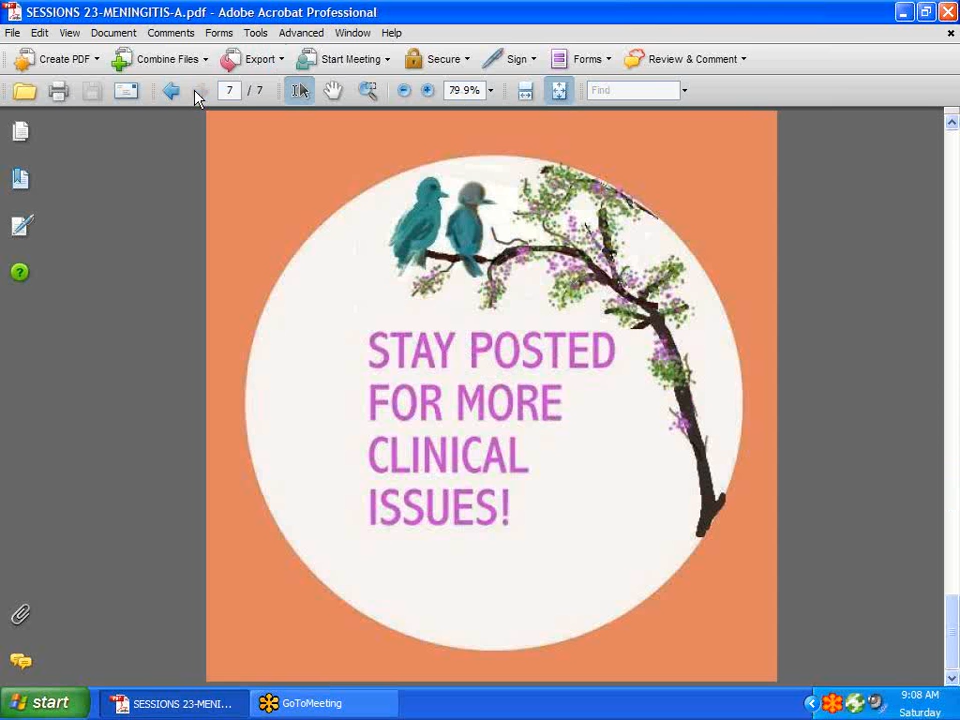 SESSIONS 23-MENINGITIS-A.pdf - Adobe Acrobat Professional
File Edit View Document Comments Forms Tools Advanced Window Help
Create PDF Combine Files Export Start Meeting Secure Sign Forms Review & Comment
7 / 7 79.9% Find
STAY POSTED
FOR MORE
CLINICAL
ISSUES!
start SESSIONS 23-MENI... GoToMeeting 9:08 AM
Saturday